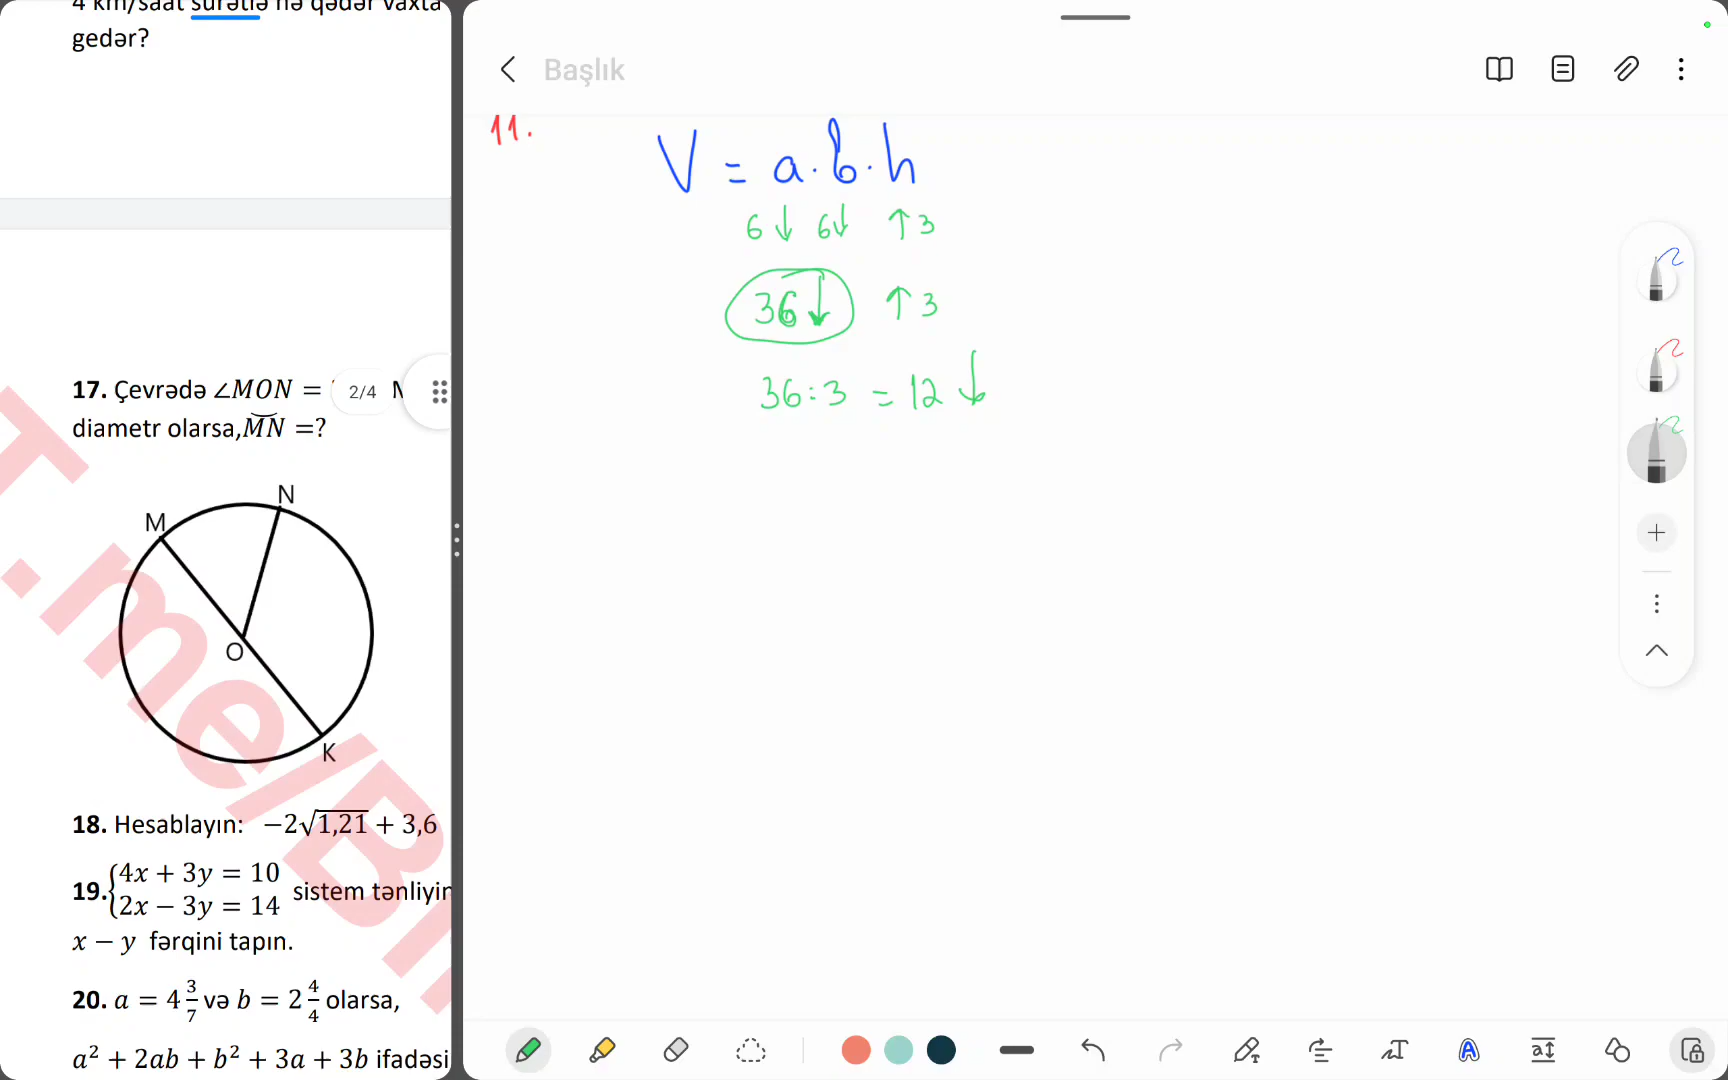 4 km/saat sürətlə nə qədər vaxta
gedər?
17. Çevrədə ∠MON =
2/4
diametr olarsa,MN =?
M
N
O
K
18. Hesablayın: −2√1,21 + 3,6
4x + 3y = 10
19.{ sistem tənliyin
2x − 3y = 14
x − y fərqini tapın.
20. a = 4 3/7 və b = 2 4/4 olarsa,
a² + 2ab + b² + 3a + 3b ifadəsi
T.me/Bi
Başlık
11.
V = a·b·h
6↓ 6↓ ↑3
36↓ ↑3
36:3 = 12↓